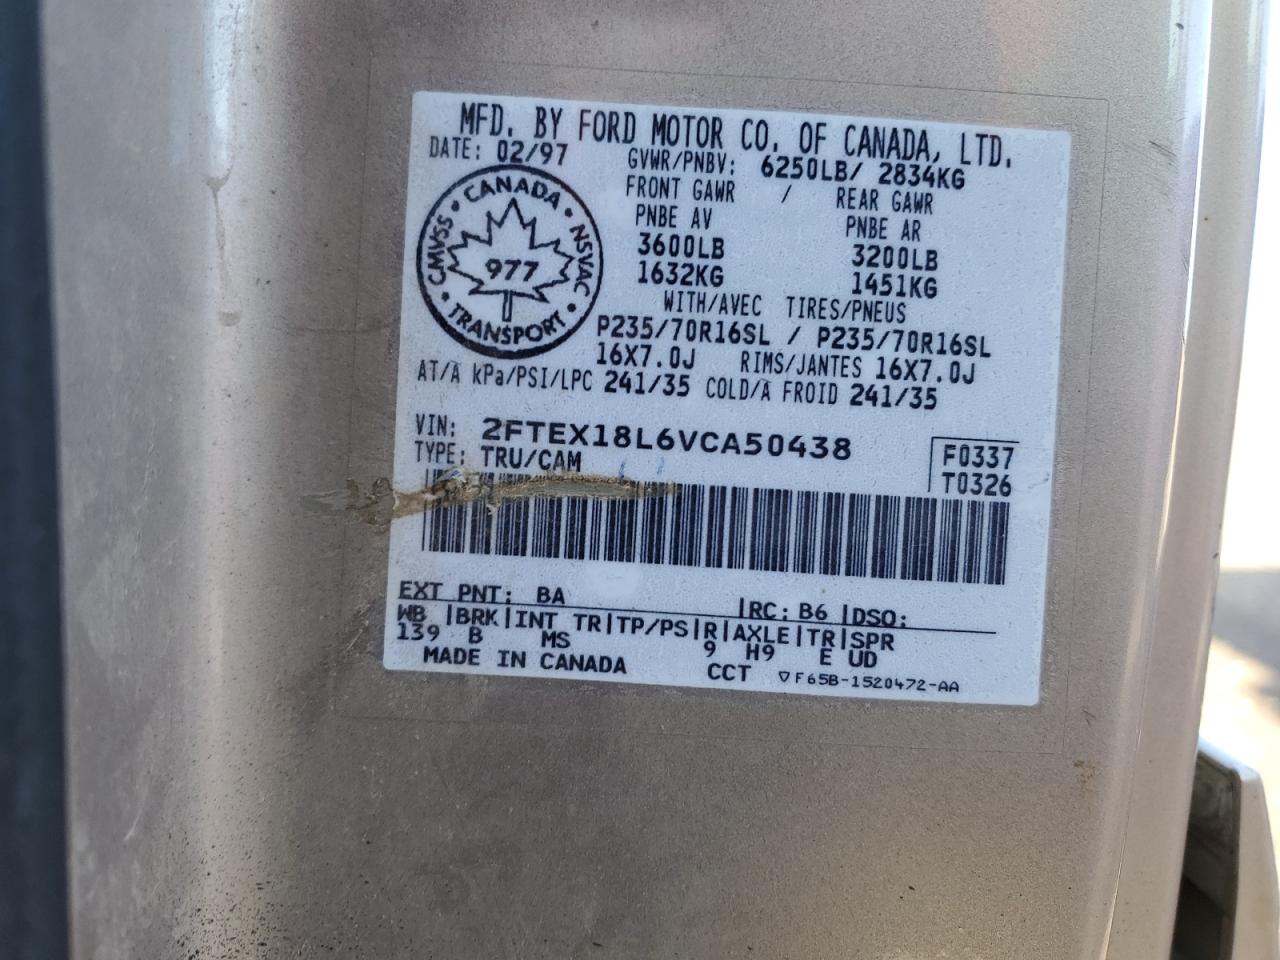 MFD. BY FORD MOTOR CO. OF CANADA, LTD.
DATE: 02/97
GVWR/PNBV: 6250LB/ 2834KG
FRONT GAWR / REAR GAWR
PNBE AV PNBE AR
3600LB 3200LB
1632KG 1451KG
WITH/AVEC TIRES/PNEUS
P235/70R16SL / P235/70R16SL
16X7.0J RIMS/JANTES 16X7.0J
AT/A kPa/PSI/LPC 241/35 COLD/A FROID 241/35
CANADA • NSVAC • TRANSPORT • CMVSS •
977
VIN: 2FTEX18L6VCA50438
TYPE: TRU/CAM
F0337
T0326
EXT PNT: BA |RC: B6 |DSO:
WB |BRK|INT TR|TP/PS|R|AXLE|TR|SPR
139 B MS 9 H9 E UD
MADE IN CANADA CCT ▽F65B-1520472-AA